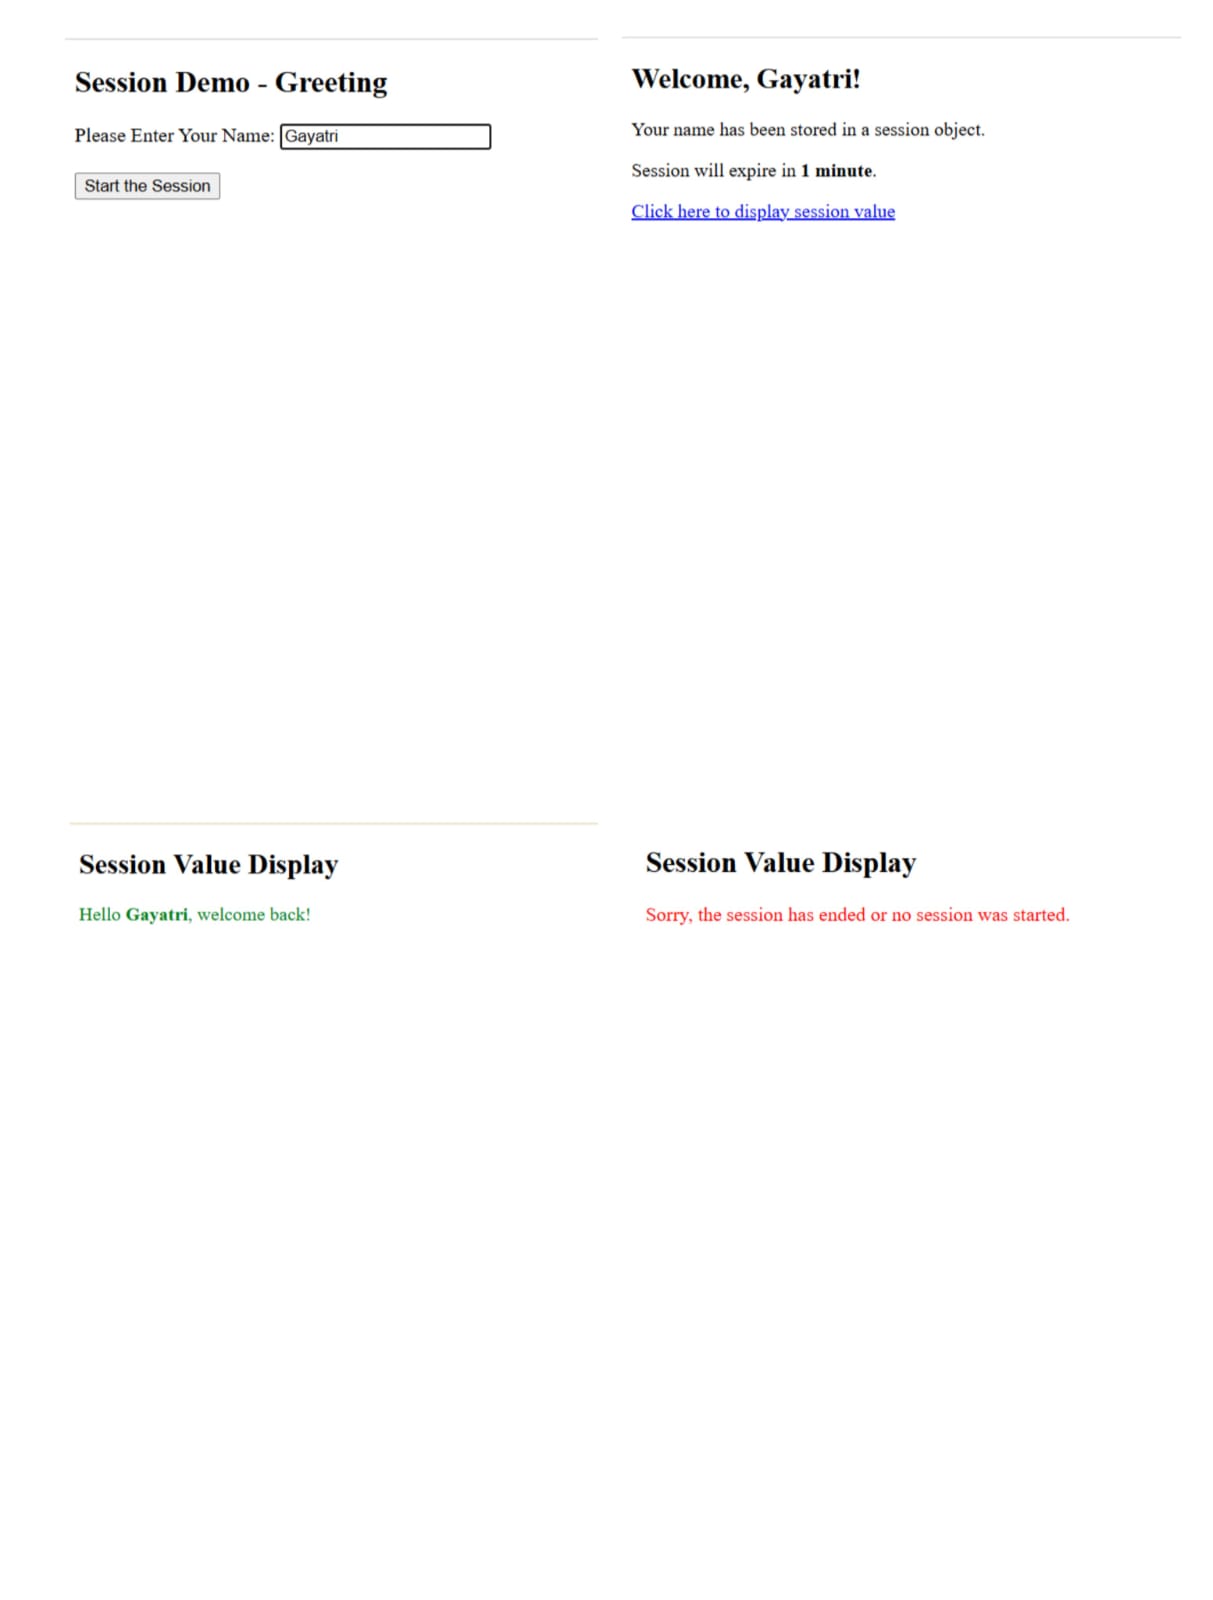 Session Demo - Greeting
Please Enter Your Name: Gayatri
Start the Session
Welcome, Gayatri!
Your name has been stored in a session object.
Session will expire in 1 minute.
Click here to display session value
Session Value Display
Hello Gayatri, welcome back!
Session Value Display
Sorry, the session has ended or no session was started.